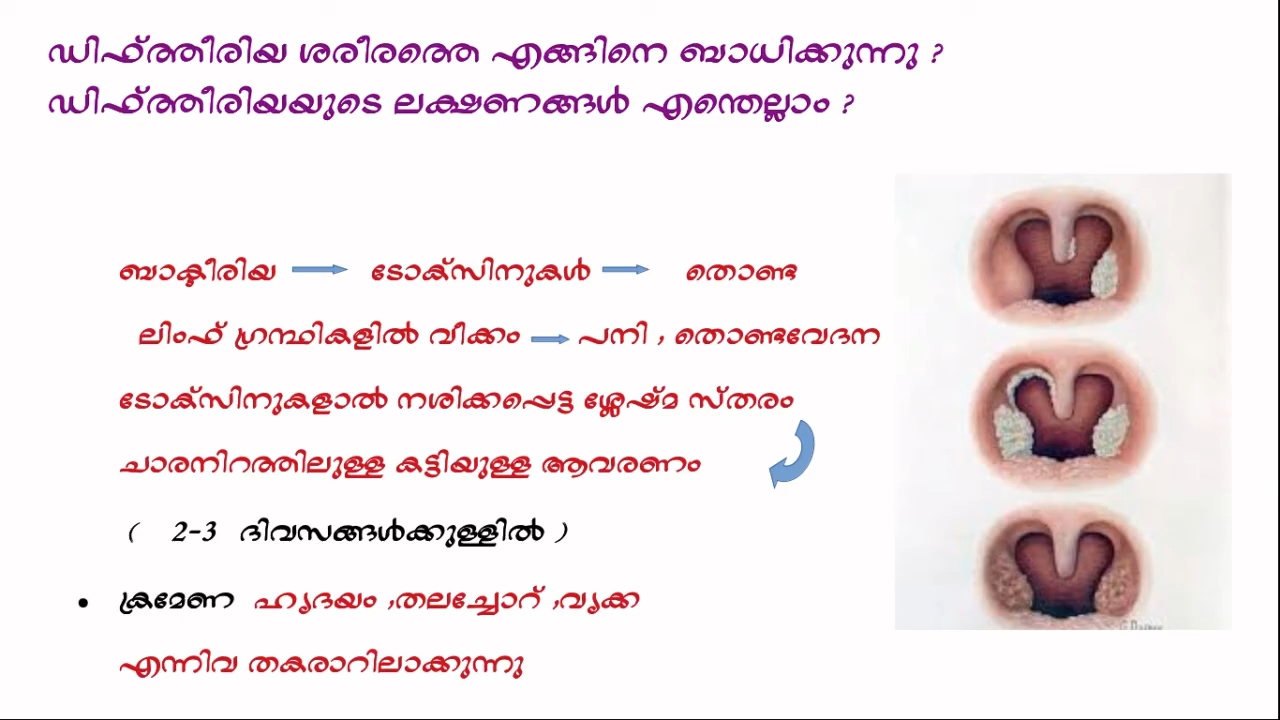 ഡിഫ്ത്തീരിയ ശരീരത്തെ എങ്ങിനെ ബാധിക്കുന്നു ?
ഡിഫ്ത്തീരിയയുടെ ലക്ഷണങ്ങൾ എന്തെല്ലാം ?
ബാക്ടീരിയ ടോക്സിനുകൾ തൊണ്ട
ലിംഫ് ഗ്രന്ഥികളിൽ വീക്കം പനി , തൊണ്ടവേദന
ടോക്സിനുകളാൽ നശിക്കപ്പെട്ട ശ്ലേഷ്മ സ്തരം
ചാരനിറത്തിലുള്ള കട്ടിയുള്ള ആവരണം
( 2-3 ദിവസങ്ങൾക്കുള്ളിൽ )
• ക്രമേണ ഹൃദയം ,തലച്ചോറ് ,വൃക്ക
എന്നിവ തകരാറിലാക്കുന്നു